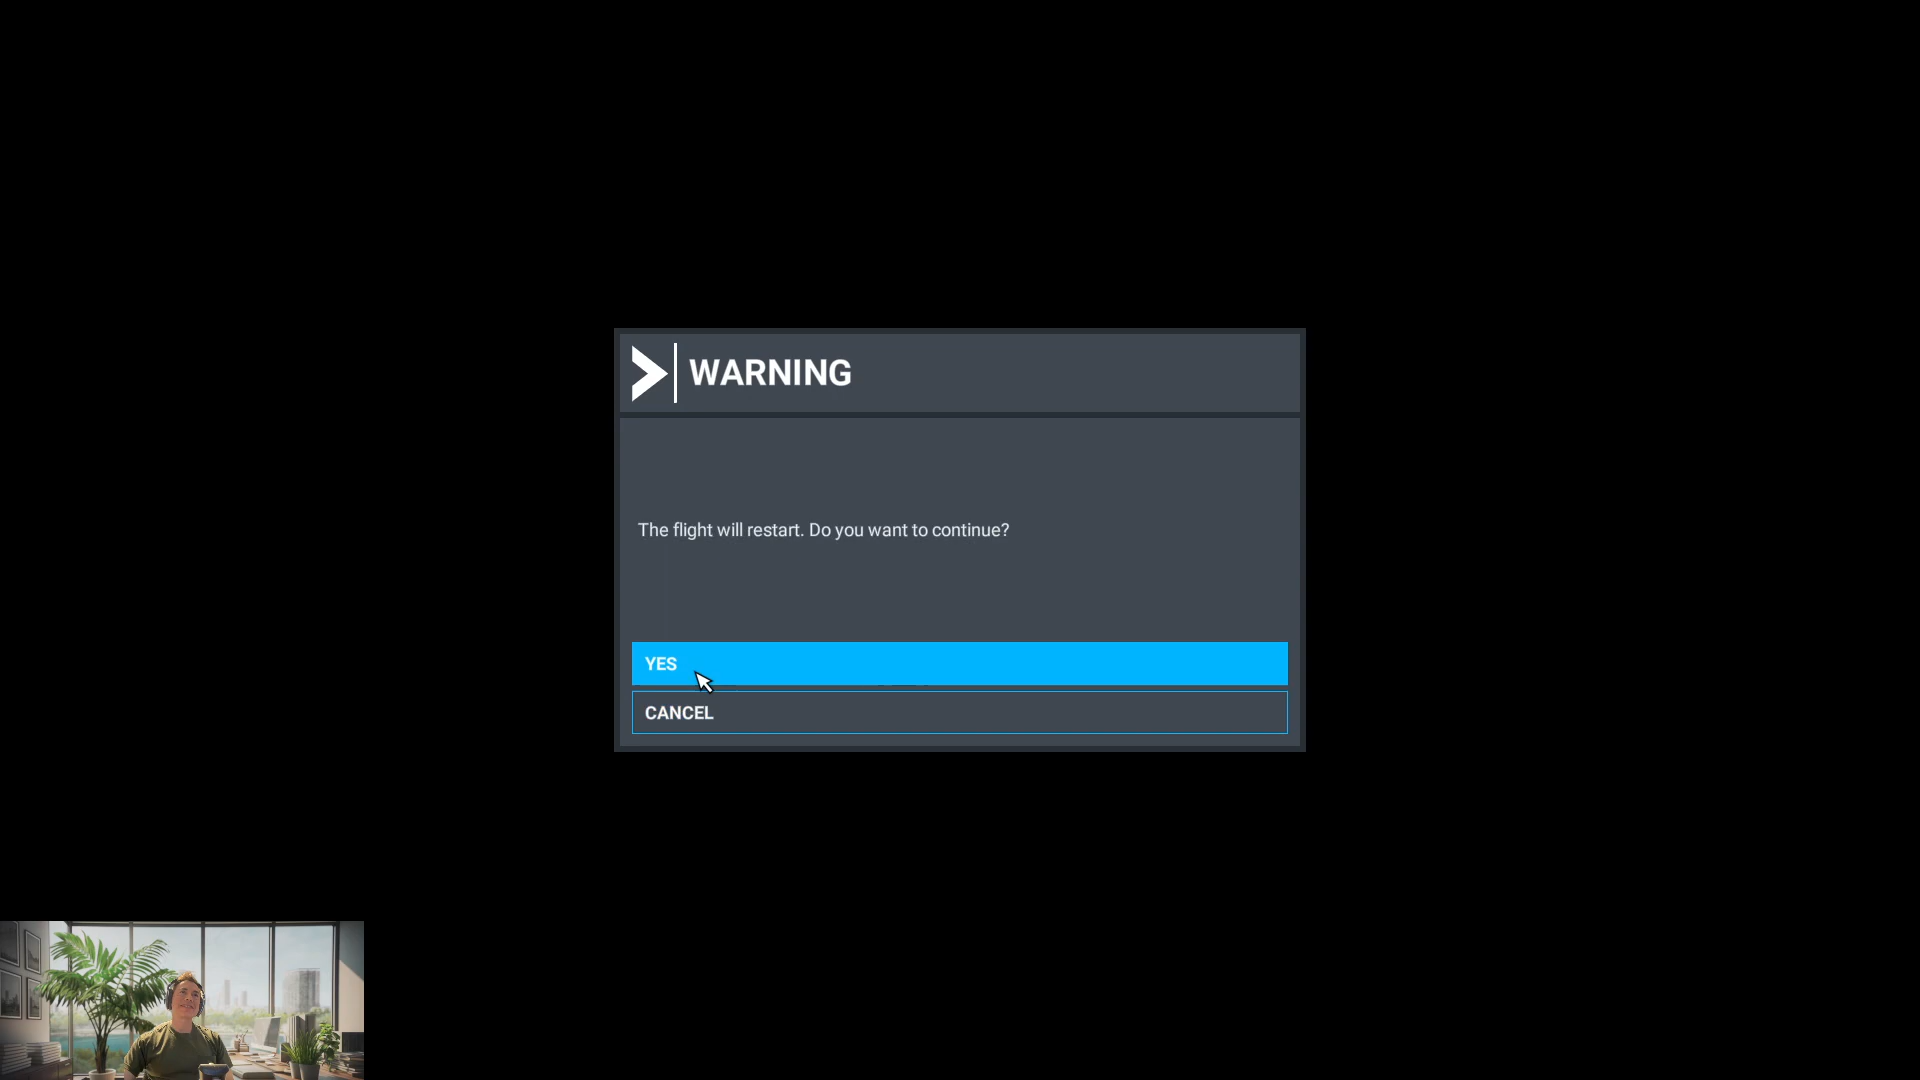 WARNING
The flight will restart. Do you want to continue?
YES
CANCEL